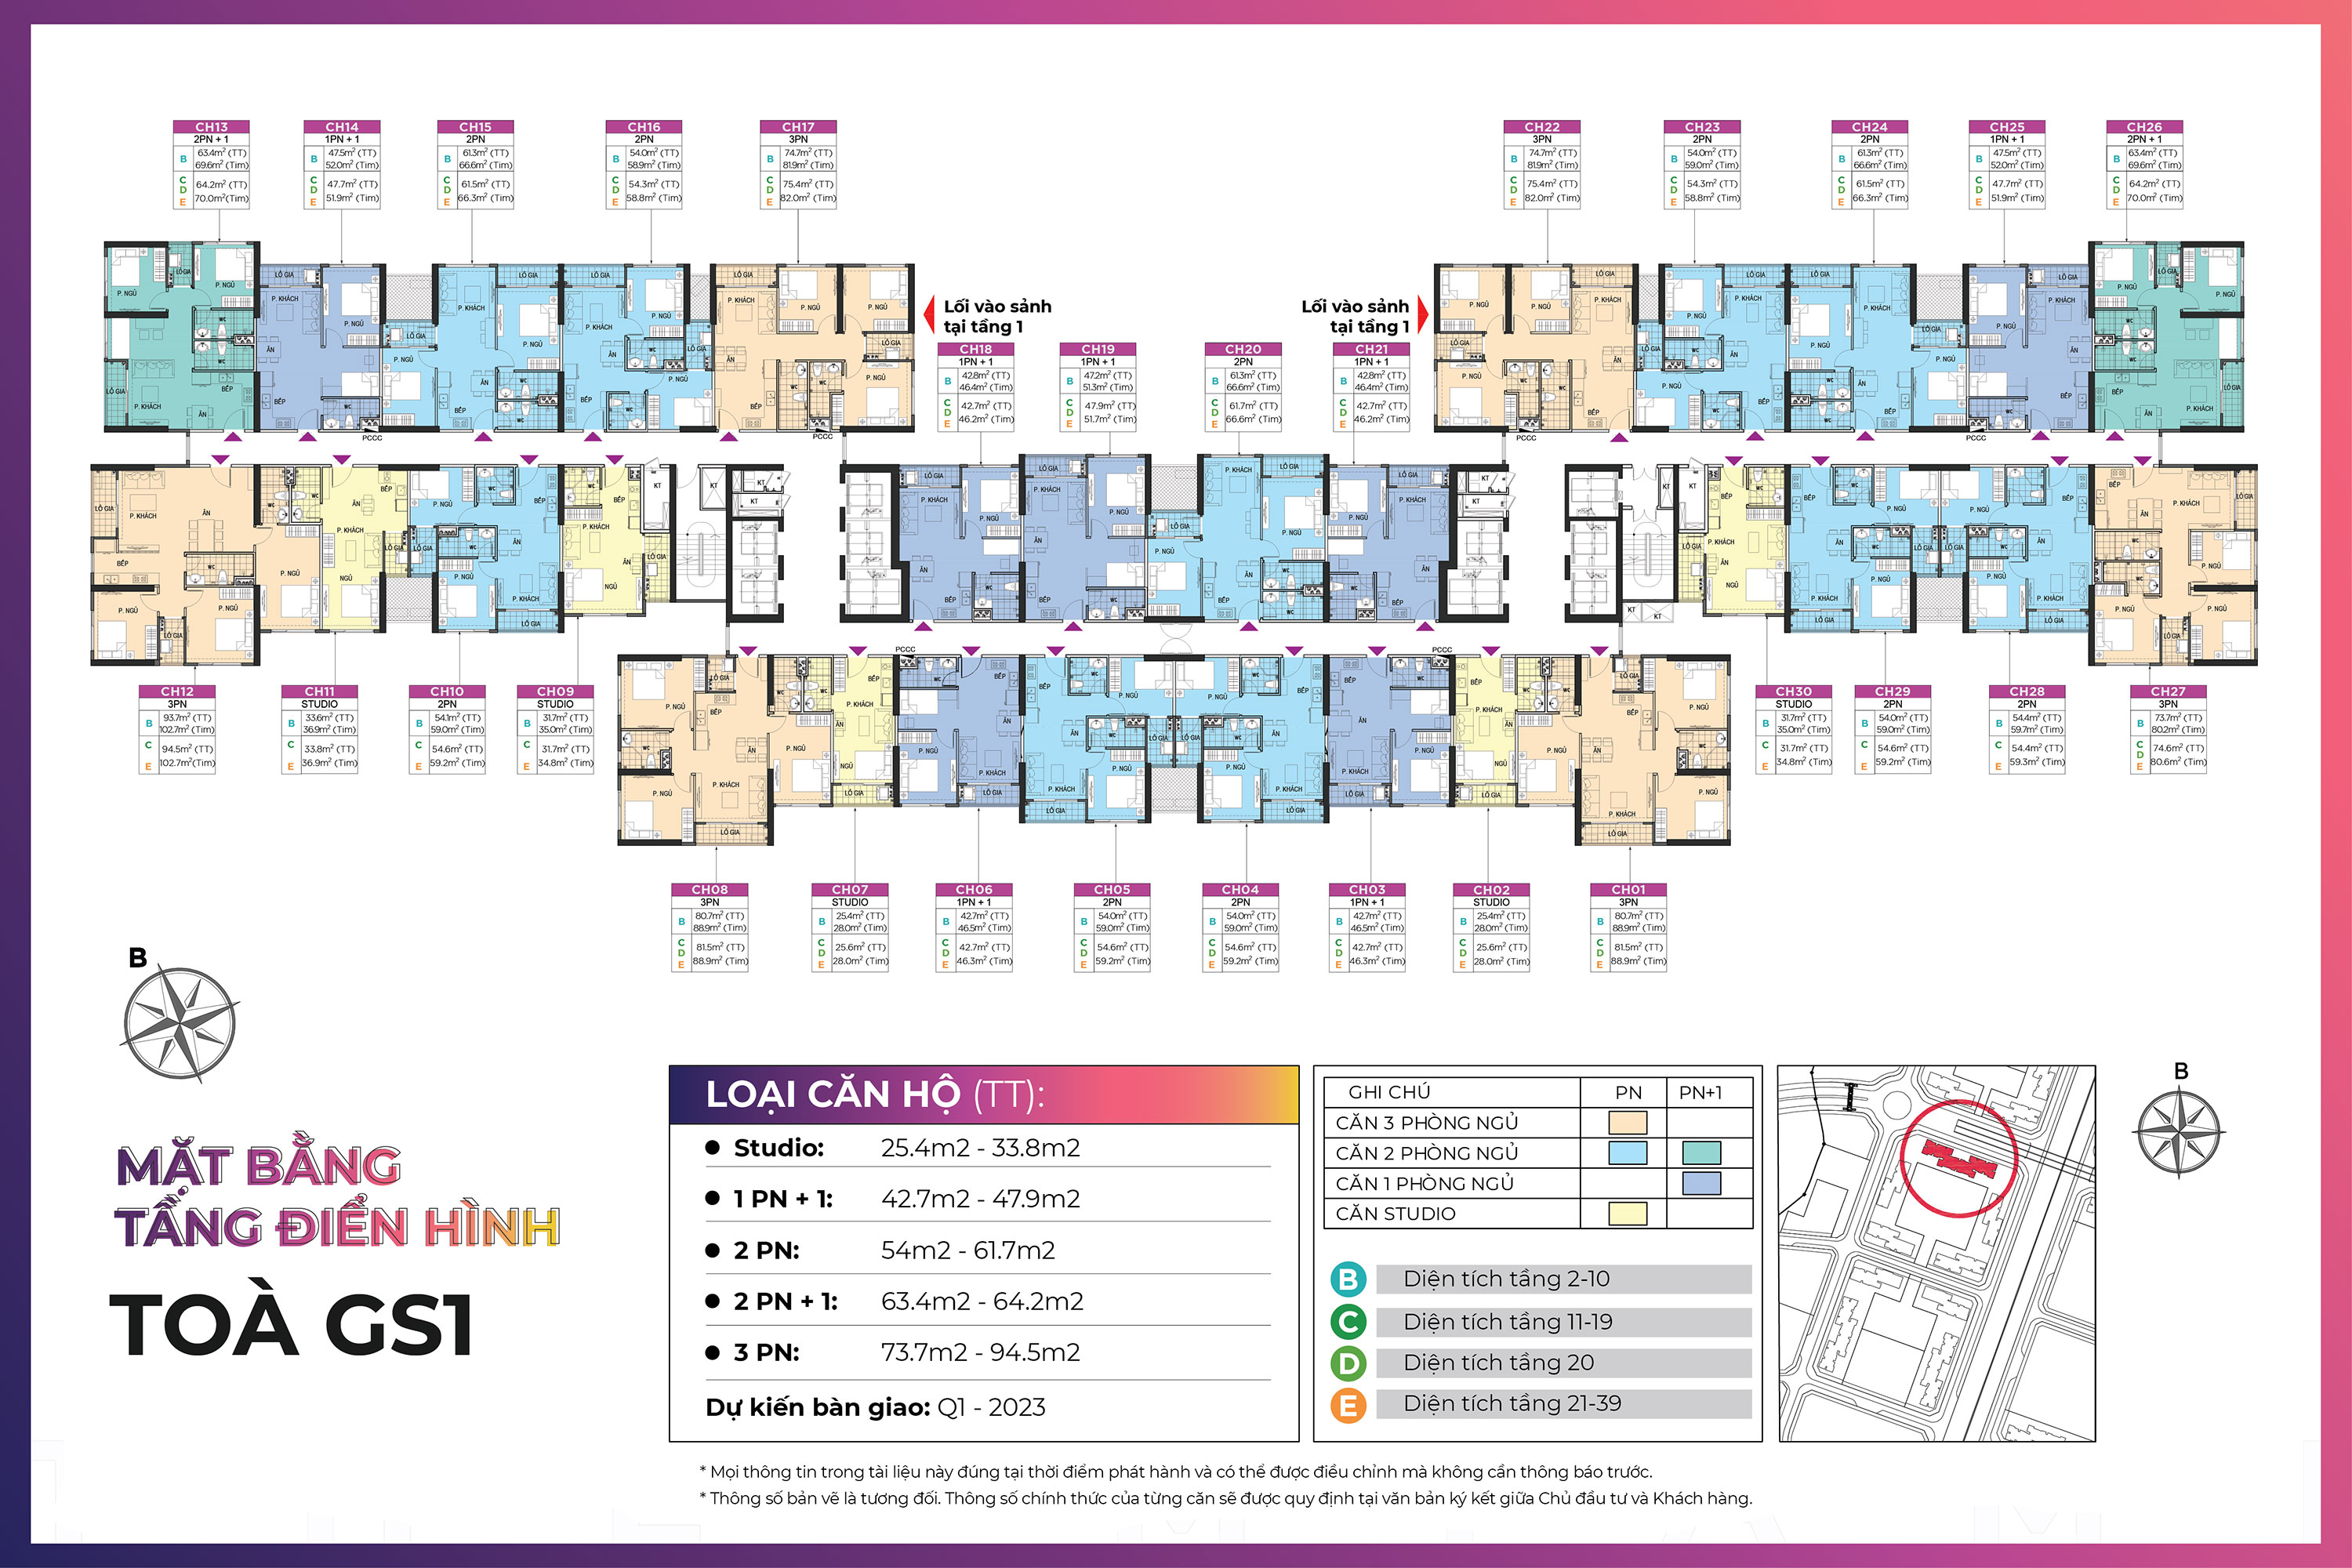 CH13
2PN + 1
B 63.4m² (TT)
69.6m² (Tim)
C D E 64.2m² (TT)
70.0m² (Tim)
CH14
1PN + 1
B 47.5m² (TT)
52.0m² (Tim)
C D E 47.7m² (TT)
51.9m² (Tim)
CH15
2PN
B 61.3m² (TT)
66.6m² (Tim)
C D E 61.5m² (TT)
66.3m² (Tim)
CH16
2PN
B 54.0m² (TT)
58.9m² (Tim)
C D E 54.3m² (TT)
58.8m² (Tim)
CH17
3PN
B 74.7m² (TT)
81.9m² (Tim)
C D E 75.4m² (TT)
82.0m² (Tim)
CH22
3PN
B 74.7m² (TT)
81.9m² (Tim)
C D E 75.4m² (TT)
82.0m² (Tim)
CH23
2PN
B 54.0m² (TT)
59.0m² (Tim)
C D E 54.3m² (TT)
58.8m² (Tim)
CH24
2PN
B 61.3m² (TT)
66.6m² (Tim)
C D E 61.5m² (TT)
66.3m² (Tim)
CH25
1PN + 1
B 47.5m² (TT)
52.0m² (Tim)
C D E 47.7m² (TT)
51.9m² (Tim)
CH26
2PN + 1
B 63.4m² (TT)
69.6m² (Tim)
C D E 64.2m² (TT)
70.0m² (Tim)
Lối vào sảnh
tại tầng 1
Lối vào sảnh
tại tầng 1
CH18
1PN + 1
B 42.8m² (TT)
46.4m² (Tim)
C D E 42.7m² (TT)
46.2m² (Tim)
CH19
1PN + 1
B 47.2m² (TT)
51.3m² (Tim)
C D E 47.9m² (TT)
51.7m² (Tim)
CH20
2PN
B 61.3m² (TT)
66.6m² (Tim)
C D E 61.7m² (TT)
66.6m² (Tim)
CH21
1PN + 1
B 42.8m² (TT)
46.4m² (Tim)
C D E 42.7m² (TT)
46.2m² (Tim)
CH12
3PN
B 93.7m² (TT)
102.7m² (Tim)
C E 94.5m² (TT)
102.7m² (Tim)
CH11
STUDIO
B 33.6m² (TT)
36.9m² (Tim)
C E 33.8m² (TT)
36.9m² (Tim)
CH10
2PN
B 54.1m² (TT)
59.0m² (Tim)
C E 54.6m² (TT)
59.2m² (Tim)
CH09
STUDIO
B 31.7m² (TT)
35.0m² (Tim)
C E 31.7m² (TT)
34.8m² (Tim)
CH30
STUDIO
B 31.7m² (TT)
35.0m² (Tim)
C E 31.7m² (TT)
34.8m² (Tim)
CH29
2PN
B 54.0m² (TT)
59.0m² (Tim)
C E 54.6m² (TT)
59.2m² (Tim)
CH28
2PN
B 54.4m² (TT)
59.7m² (Tim)
C E 54.4m² (TT)
59.3m² (Tim)
CH27
3PN
B 73.7m² (TT)
80.2m² (Tim)
C D E 74.6m² (TT)
80.6m² (Tim)
CH08
3PN
B 80.7m² (TT)
88.9m² (Tim)
C D E 81.5m² (TT)
88.9m² (Tim)
CH07
STUDIO
B 25.4m² (TT)
28.0m² (Tim)
C D E 25.6m² (TT)
28.0m² (Tim)
CH06
1PN + 1
B 42.7m² (TT)
46.5m² (Tim)
C D E 42.7m² (TT)
46.3m² (Tim)
CH05
2PN
B 54.0m² (TT)
59.0m² (Tim)
C D E 54.6m² (TT)
59.2m² (Tim)
CH04
2PN
B 54.0m² (TT)
59.0m² (Tim)
C D E 54.6m² (TT)
59.2m² (Tim)
CH03
1PN + 1
B 42.7m² (TT)
46.5m² (Tim)
C D E 42.7m² (TT)
46.3m² (Tim)
CH02
STUDIO
B 25.4m² (TT)
28.0m² (Tim)
C D E 25.6m² (TT)
28.0m² (Tim)
CH01
3PN
B 80.7m² (TT)
88.9m² (Tim)
C D E 81.5m² (TT)
88.9m² (Tim)
B
MẶT BẰNG
TẦNG ĐIỂN HÌNH
TOÀ GS1
LOẠI CĂN HỘ (TT):
Studio: 25.4m2 - 33.8m2
1 PN + 1: 42.7m2 - 47.9m2
2 PN: 54m2 - 61.7m2
2 PN + 1: 63.4m2 - 64.2m2
3 PN: 73.7m2 - 94.5m2
Dự kiến bàn giao: Q1 - 2023
GHI CHÚ PN PN+1
CĂN 3 PHÒNG NGỦ
CĂN 2 PHÒNG NGỦ
CĂN 1 PHÒNG NGỦ
CĂN STUDIO
B Diện tích tầng 2-10
C Diện tích tầng 11-19
D Diện tích tầng 20
E Diện tích tầng 21-39
B
* Mọi thông tin trong tài liệu này đúng tại thời điểm phát hành và có thể được điều chỉnh mà không cần thông báo trước.
* Thông số bản vẽ là tương đối. Thông số chính thức của từng căn sẽ được quy định tại văn bản ký kết giữa Chủ đầu tư và Khách hàng.